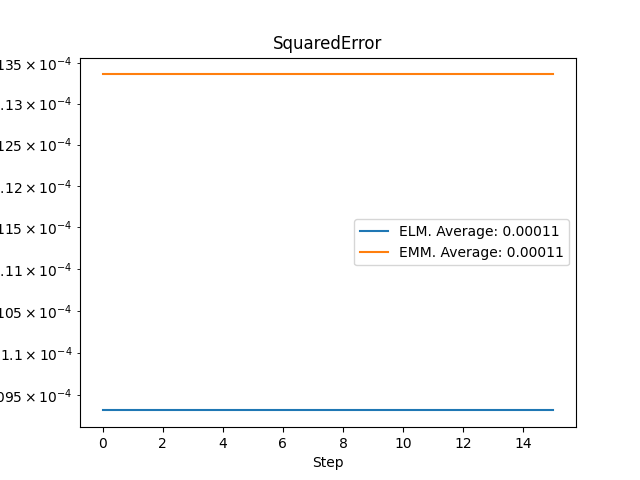 SquaredError
135 × 10⁻⁴
.13 × 10⁻⁴
125 × 10⁻⁴
.12 × 10⁻⁴
115 × 10⁻⁴
.11 × 10⁻⁴
105 × 10⁻⁴
1.1 × 10⁻⁴
095 × 10⁻⁴
ELM. Average: 0.00011
EMM. Average: 0.00011
0 2 4 6 8 10 12 14
Step